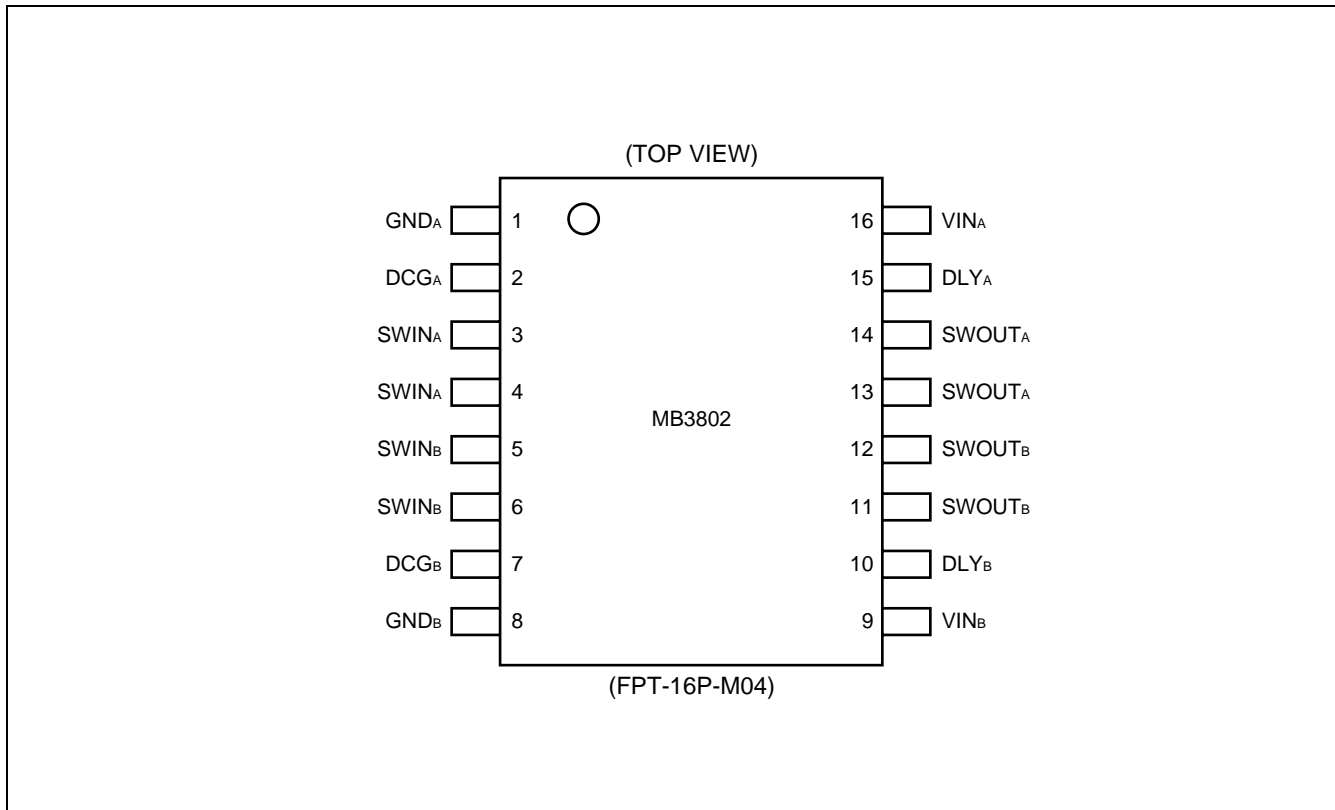 (TOP VIEW)
GNDA 1 16 VINA
DCGA 2 15 DLYA
SWINA 3 14 SWOUTA
SWINA 4 13 SWOUTA
MB3802
SWINB 5 12 SWOUTB
SWINB 6 11 SWOUTB
DCGB 7 10 DLYB
GNDB 8 9 VINB
(FPT-16P-M04)